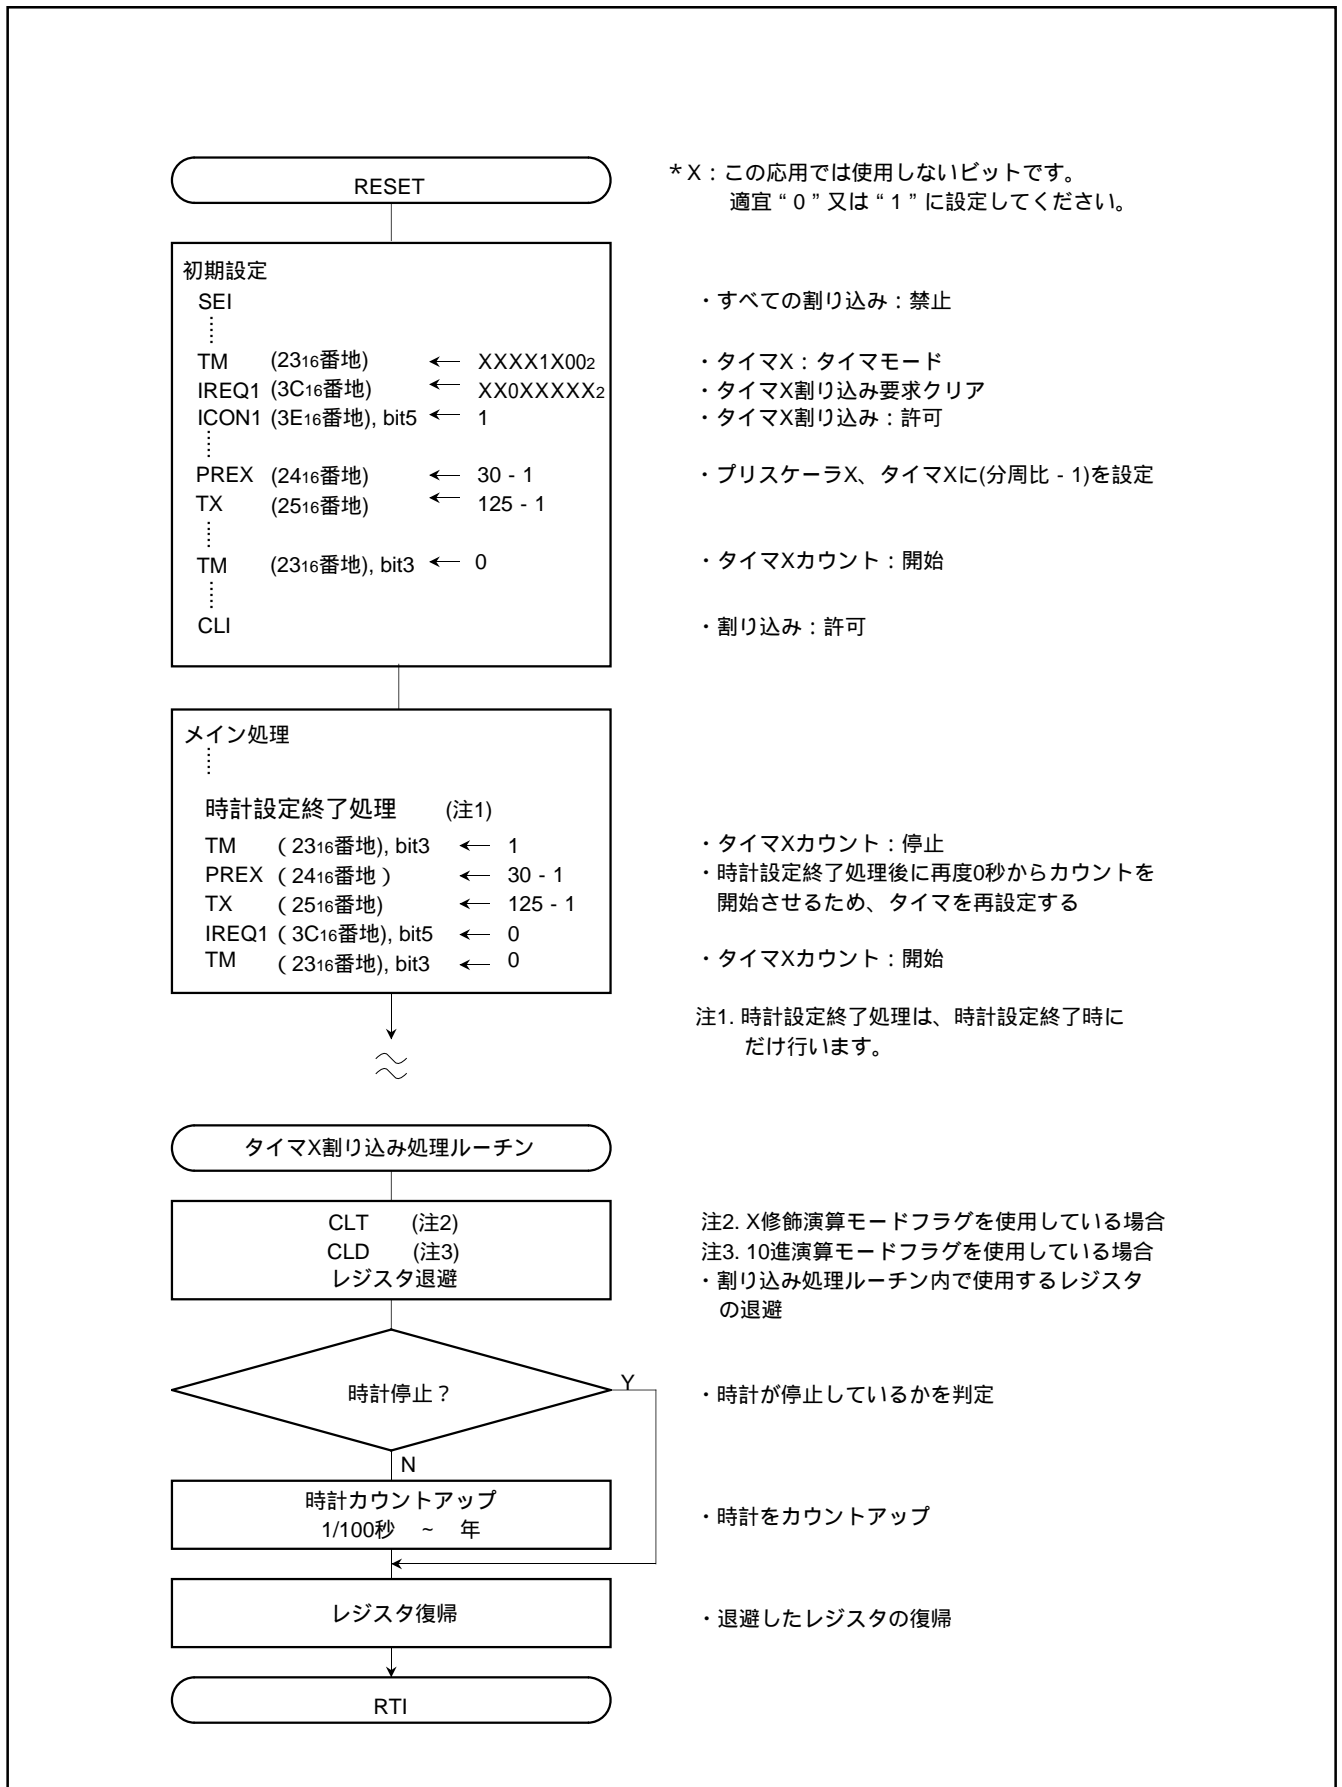 RESET
*X：この応用では使用しないビットです。
適宜“0”又は“1”に設定してください。
初期設定
SEI ・すべての割り込み：禁止
TM (2316番地) ← XXXX1X002 ・タイマX：タイマモード
IREQ1 (3C16番地) ← XX0XXXXX2 ・タイマX割り込み要求クリア
ICON1 (3E16番地), bit5 ← 1 ・タイマX割り込み：許可
PREX (2416番地) ← 30 - 1 ・プリスケーラX、タイマXに(分周比 - 1)を設定
TX (2516番地) ← 125 - 1
TM (2316番地), bit3 ← 0 ・タイマXカウント：開始
CLI ・割り込み：許可
メイン処理
時計設定終了処理 (注1)
TM (2316番地), bit3 ← 1 ・タイマXカウント：停止
PREX (2416番地) ← 30 - 1 ・時計設定終了処理後に再度0秒からカウントを
TX (2516番地) ← 125 - 1 開始させるため、タイマを再設定する
IREQ1 (3C16番地), bit5 ← 0
TM (2316番地), bit3 ← 0 ・タイマXカウント：開始
注1. 時計設定終了処理は、時計設定終了時に
だけ行います。
タイマX割り込み処理ルーチン
CLT (注2) 注2. X修飾演算モードフラグを使用している場合
CLD (注3) 注3. 10進演算モードフラグを使用している場合
レジスタ退避 ・割り込み処理ルーチン内で使用するレジスタ
の退避
時計停止？ Y ・時計が停止しているかを判定
N
時計カウントアップ
1/100秒 ~ 年 ・時計をカウントアップ
レジスタ復帰 ・退避したレジスタの復帰
RTI